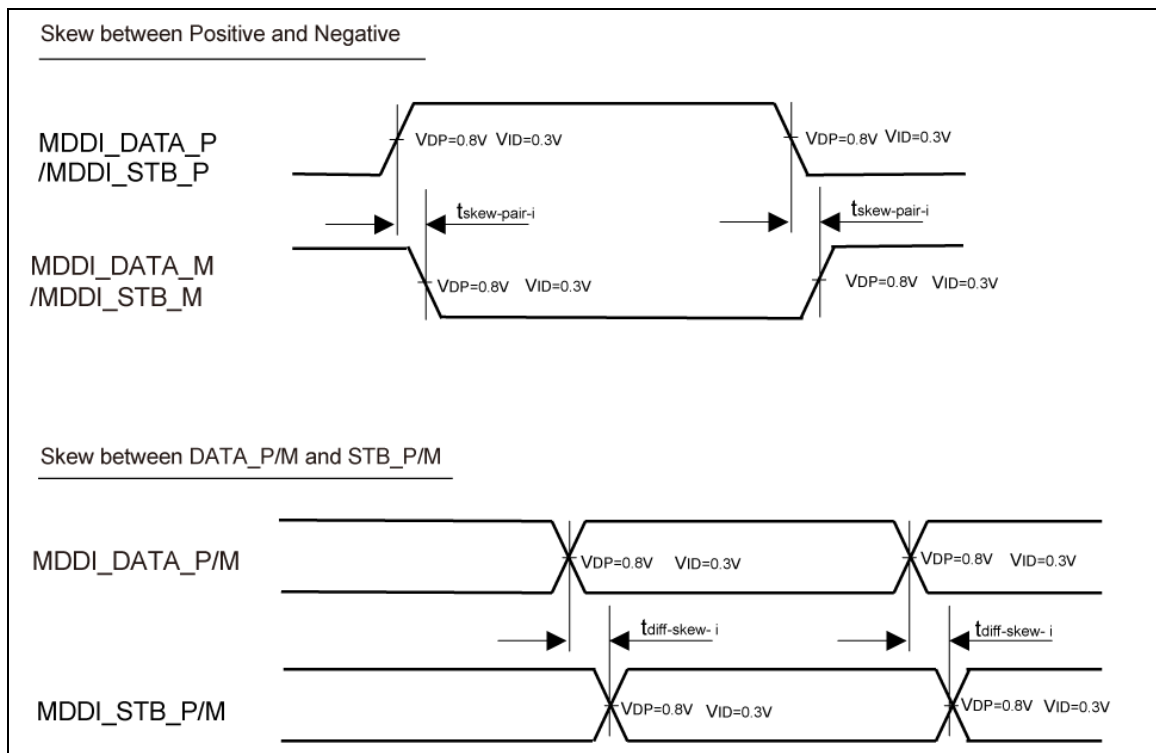 Skew between Positive and Negative
MDDI_DATA_P
/MDDI_STB_P
VDP=0.8V VID=0.3V
VDP=0.8V VID=0.3V
tskew-pair-i
tskew-pair-i
MDDI_DATA_M
/MDDI_STB_M
VDP=0.8V VID=0.3V
VDP=0.8V VID=0.3V
Skew between DATA_P/M and STB_P/M
MDDI_DATA_P/M
VDP=0.8V VID=0.3V
VDP=0.8V VID=0.3V
tdiff-skew- i
tdiff-skew- i
MDDI_STB_P/M
VDP=0.8V VID=0.3V
VDP=0.8V VID=0.3V